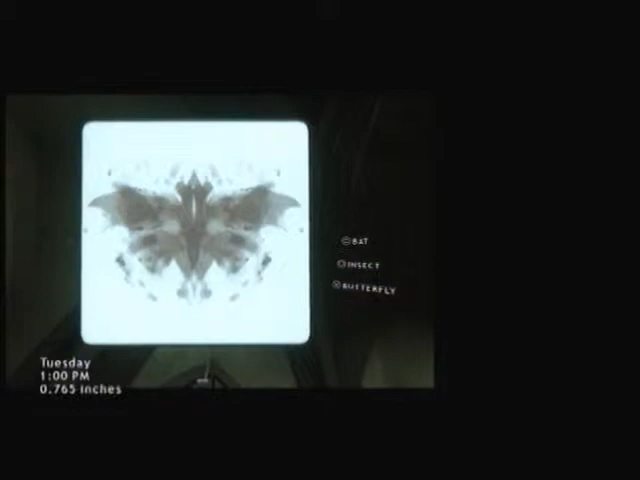 BAT
INSECT
BUTTERFLY
Tuesday
1:00 PM
0.765 inches